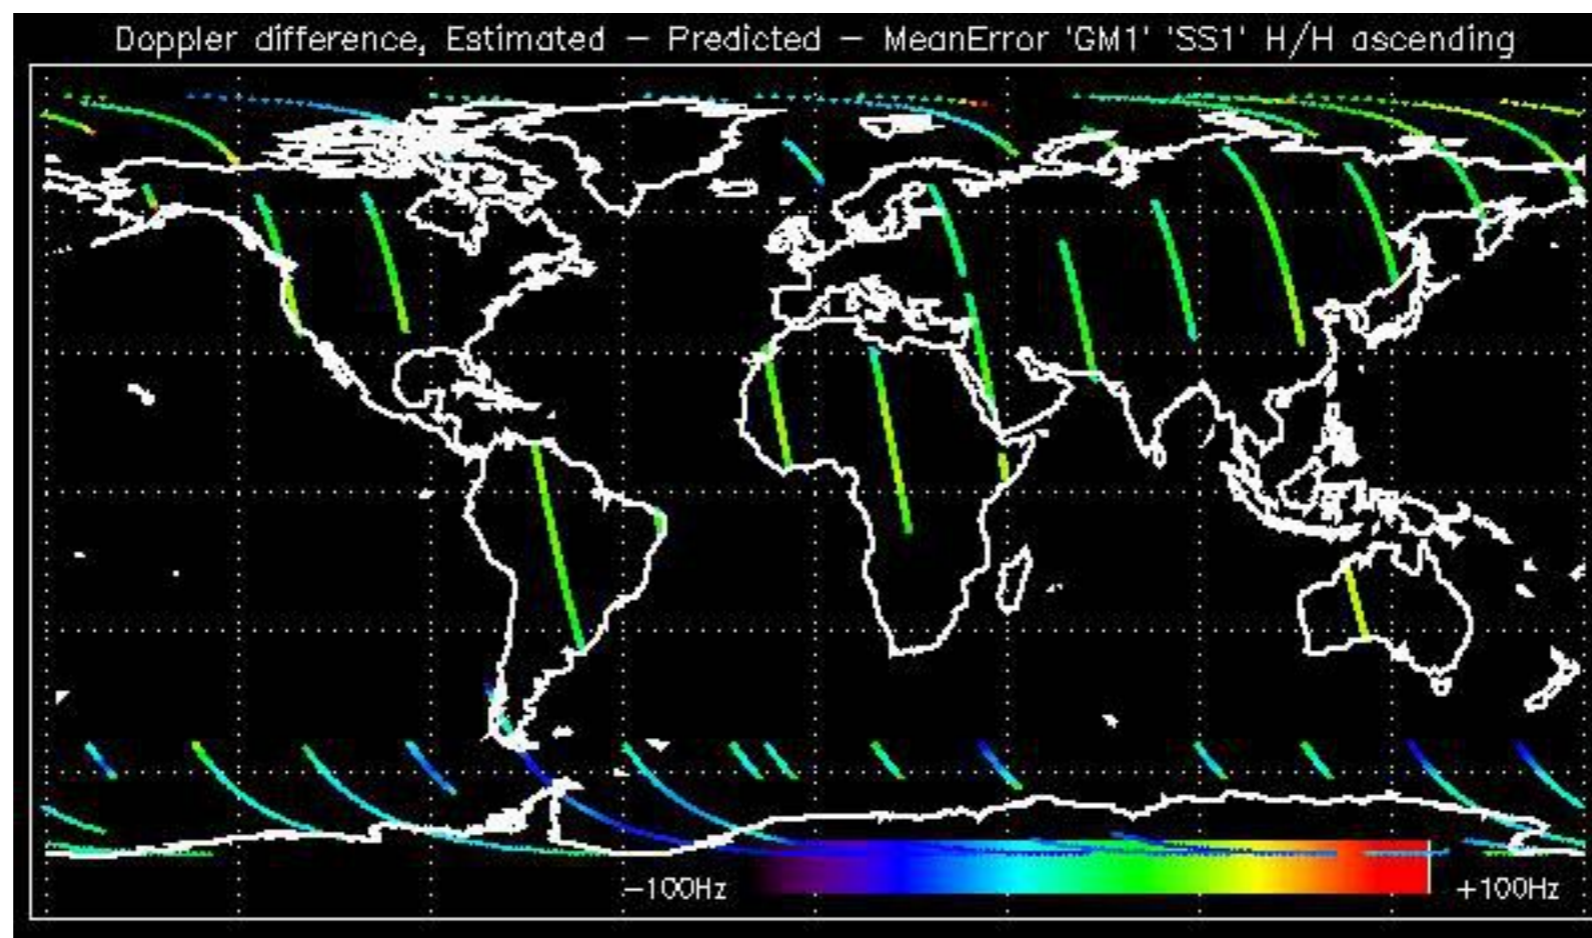 Doppler difference, Estimated - Predicted - MeanError 'GM1' 'SS1' H/H ascending
-100Hz +100Hz